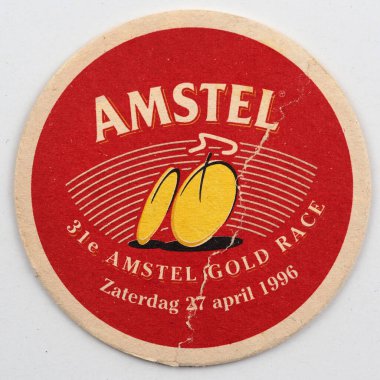 AMSTEL
31e AMSTEL GOLD RACE
Zaterdag 27 april 1996